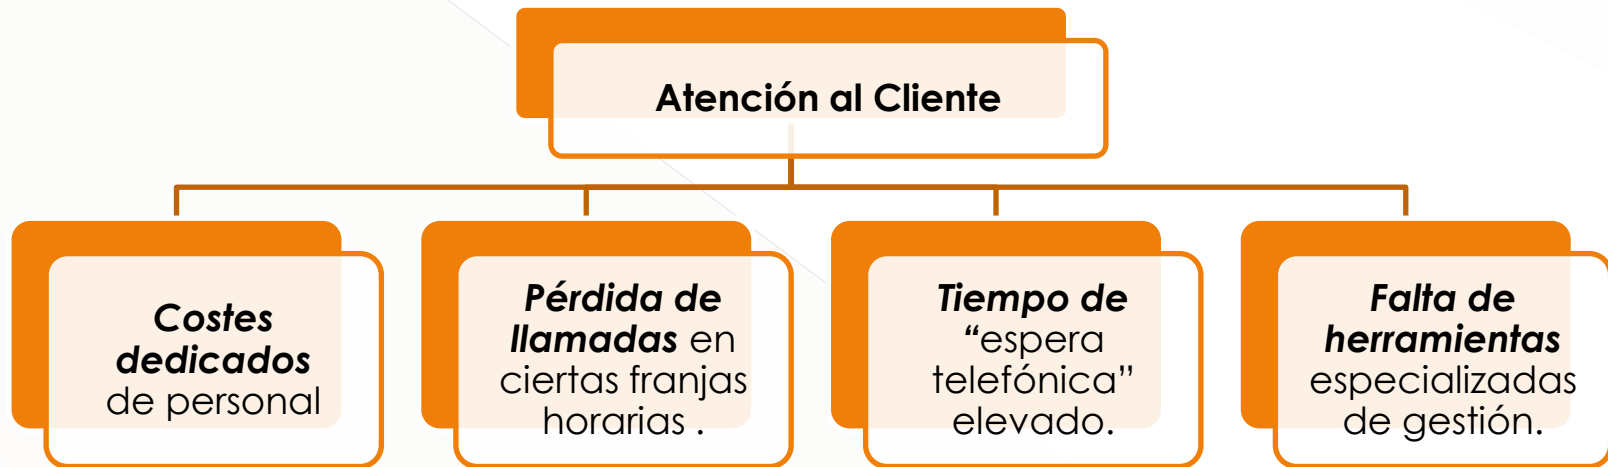 Atención al Cliente
Costes
dedicados
de personal
Pérdida de
llamadas en
ciertas franjas
horarias .
Tiempo de
“espera
telefónica”
elevado.
Falta de
herramientas
especializadas
de gestión.